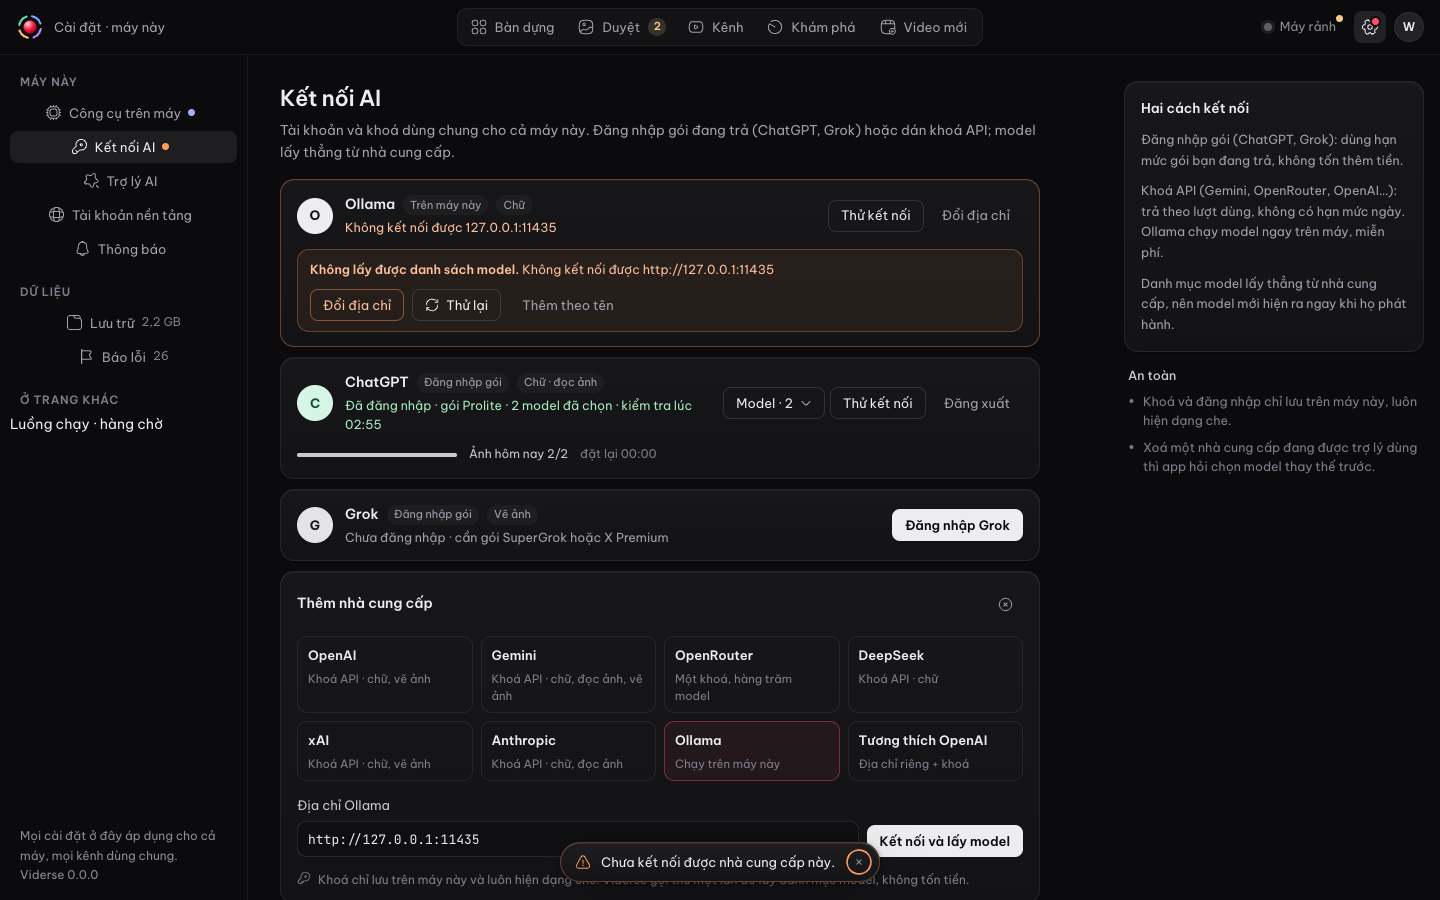 Cài đặt · máy này
Bàn dựng
Duyệt 2
Kênh
Khám phá
Video mới
Máy rảnh
W
MÁY NÀY
Công cụ trên máy
Kết nối AI
Trợ lý AI
Tài khoản nền tảng
Thông báo
DỮ LIỆU
Lưu trữ 2,2 GB
Báo lỗi 26
Ở TRANG KHÁC
Luồng chạy · hàng chờ
Mọi cài đặt ở đây áp dụng cho cả
máy, mọi kênh dùng chung.
Viderse 0.0.0
Kết nối AI
Tài khoản và khoá dùng chung cho cả máy này. Đăng nhập gói đang trả (ChatGPT, Grok) hoặc dán khoá API; model
lấy thẳng từ nhà cung cấp.
O
Ollama Trên máy này Chữ
Không kết nối được 127.0.0.1:11435
Thử kết nối
Đổi địa chỉ
Không lấy được danh sách model. Không kết nối được http://127.0.0.1:11435
Đổi địa chỉ
Thử lại
Thêm theo tên
C
ChatGPT Đăng nhập gói Chữ · đọc ảnh
Đã đăng nhập · gói Prolite · 2 model đã chọn · kiểm tra lúc
02:55
Model · 2
Thử kết nối
Đăng xuất
Ảnh hôm nay 2/2 đặt lại 00:00
G
Grok Đăng nhập gói Vẽ ảnh
Chưa đăng nhập · cần gói SuperGrok hoặc X Premium
Đăng nhập Grok
Thêm nhà cung cấp
OpenAI
Khoá API · chữ, vẽ ảnh
Gemini
Khoá API · chữ, đọc ảnh, vẽ
ảnh
OpenRouter
Một khoá, hàng trăm
model
DeepSeek
Khoá API · chữ
xAI
Khoá API · chữ, vẽ ảnh
Anthropic
Khoá API · chữ, đọc ảnh
Ollama
Chạy trên máy này
Tương thích OpenAI
Địa chỉ riêng + khoá
Địa chỉ Ollama
http://127.0.0.1:11435
Kết nối và lấy model
Chưa kết nối được nhà cung cấp này.
Khoá chỉ lưu trên máy này và luôn hiện dạng không tốn tiền.
Hai cách kết nối
Đăng nhập gói (ChatGPT, Grok): dùng hạn
mức gói bạn đang trả, không tốn thêm tiền.
Khoá API (Gemini, OpenRouter, OpenAI...):
trả theo lượt dùng, không có hạn mức ngày.
Ollama chạy model ngay trên máy, miễn
phí.
Danh mục model lấy thẳng từ nhà cung
cấp, nên model mới hiện ra ngay khi họ phát
hành.
An toàn
• Khoá và đăng nhập chỉ lưu trên máy này, luôn
hiện dạng che.
• Xoá một nhà cung cấp đang được trợ lý dùng
thì app hỏi chọn model thay thế trước.